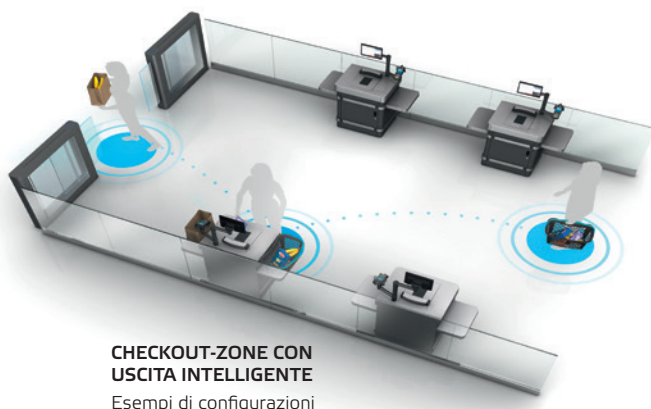 CHECKOUT-ZONE CON
USCITA INTELLIGENTE
Esempi di configurazioni